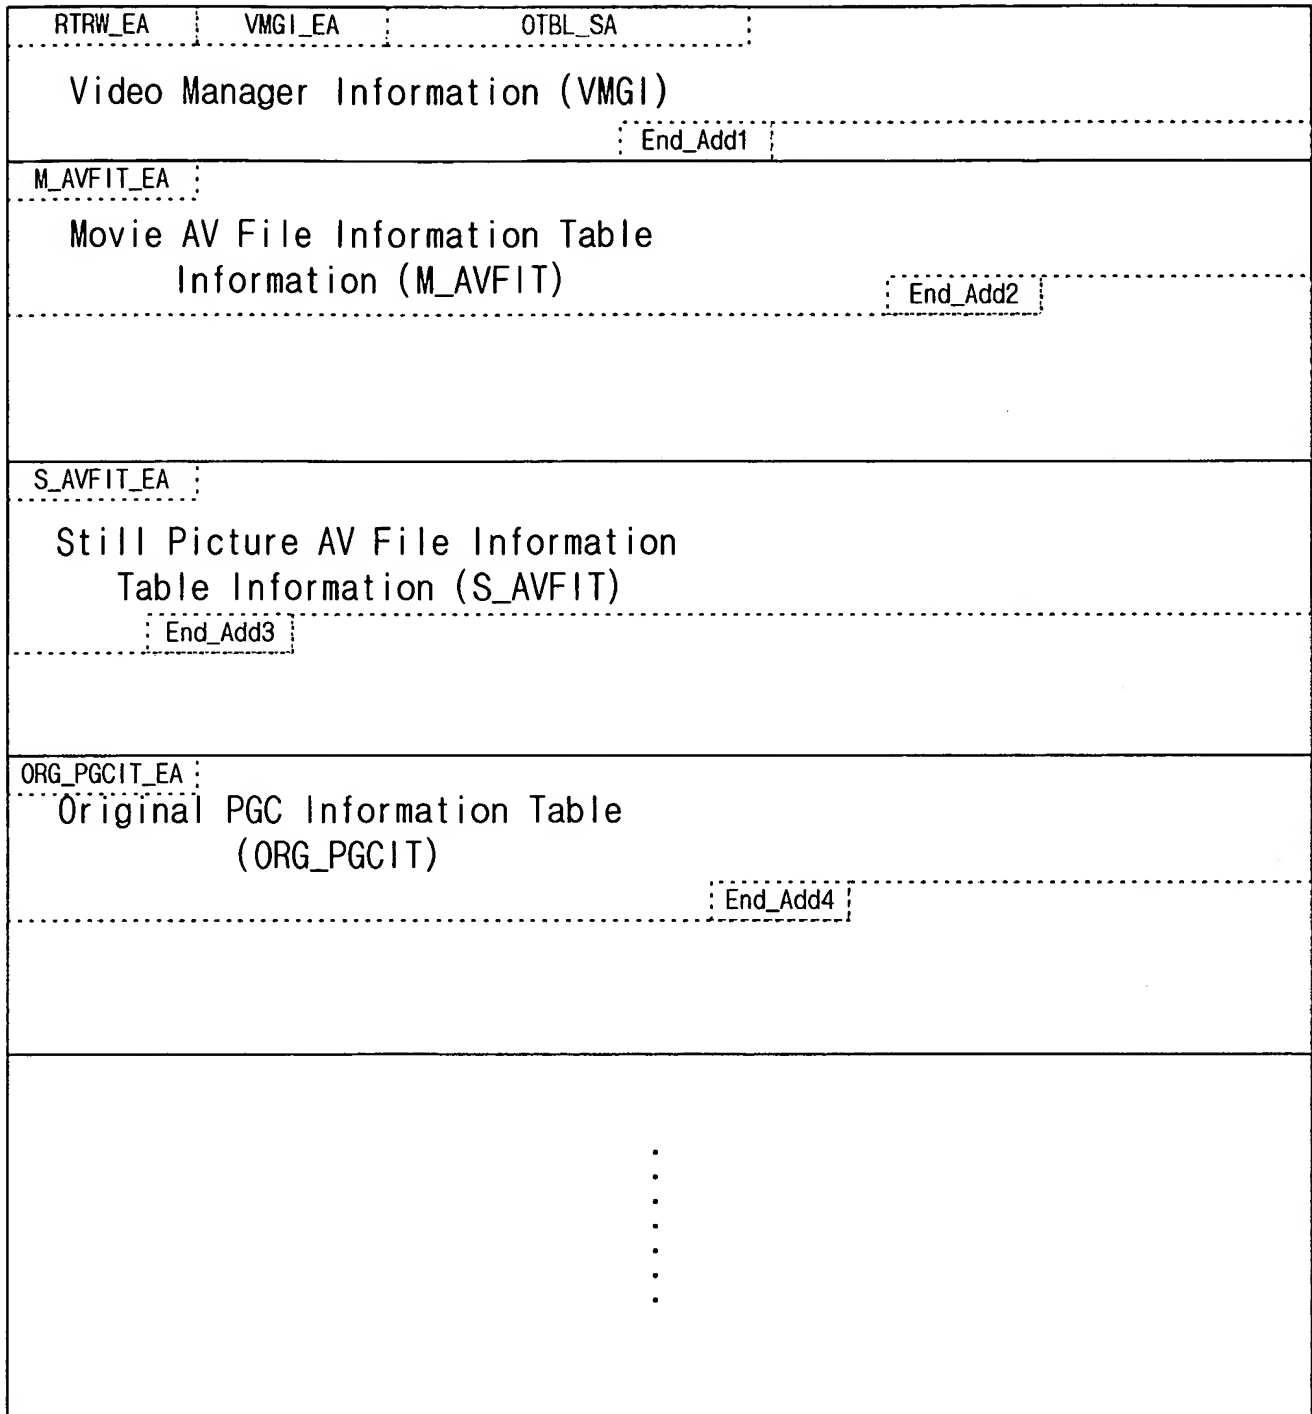 RTRW_EA VMGI_EA OTBL_SA
Video Manager Information (VMGI)
End_Add1
M_AVFIT_EA
Movie AV File Information Table
Information (M_AVFIT)
End_Add2
S_AVFIT_EA
Still Picture AV File Information
Table Information (S_AVFIT)
End_Add3
ORG_PGCIT_EA
Original PGC Information Table
(ORG_PGCIT)
End_Add4